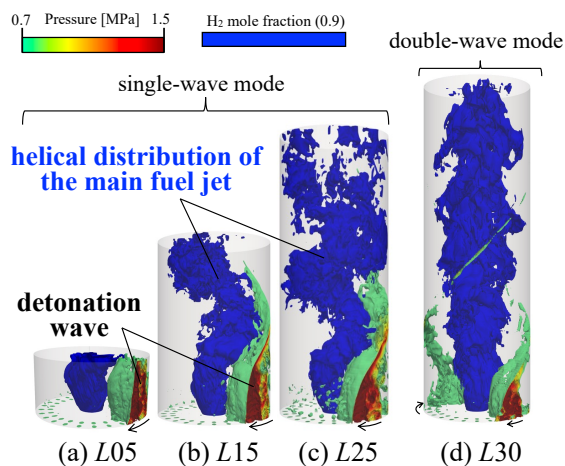 0.7 Pressure [MPa] 1.5
H₂ mole fraction (0.9)
double-wave mode
single-wave mode
helical distribution of
the main fuel jet
detonation
wave
(a) L05 (b) L15 (c) L25 (d) L30